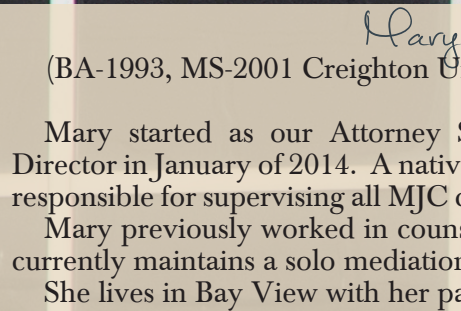 Mary
(BA-1993, MS-2001 Creighton U
Mary started as our Attorney S
Director in January of 2014. A nativ
responsible for supervising all MJC c
Mary previously worked in couns
currently maintains a solo mediation
She lives in Bay View with her pa